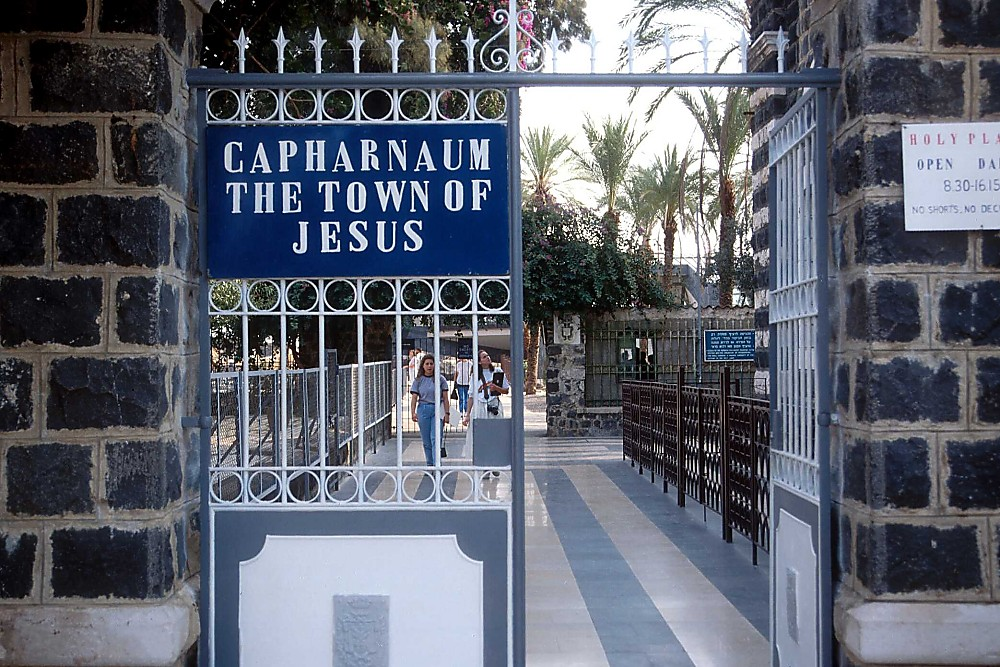 CAPHARNAUM
THE TOWN OF
JESUS
HOLY PLA
OPEN DA
8.30-16.15
NO SHORTS, NO DEC